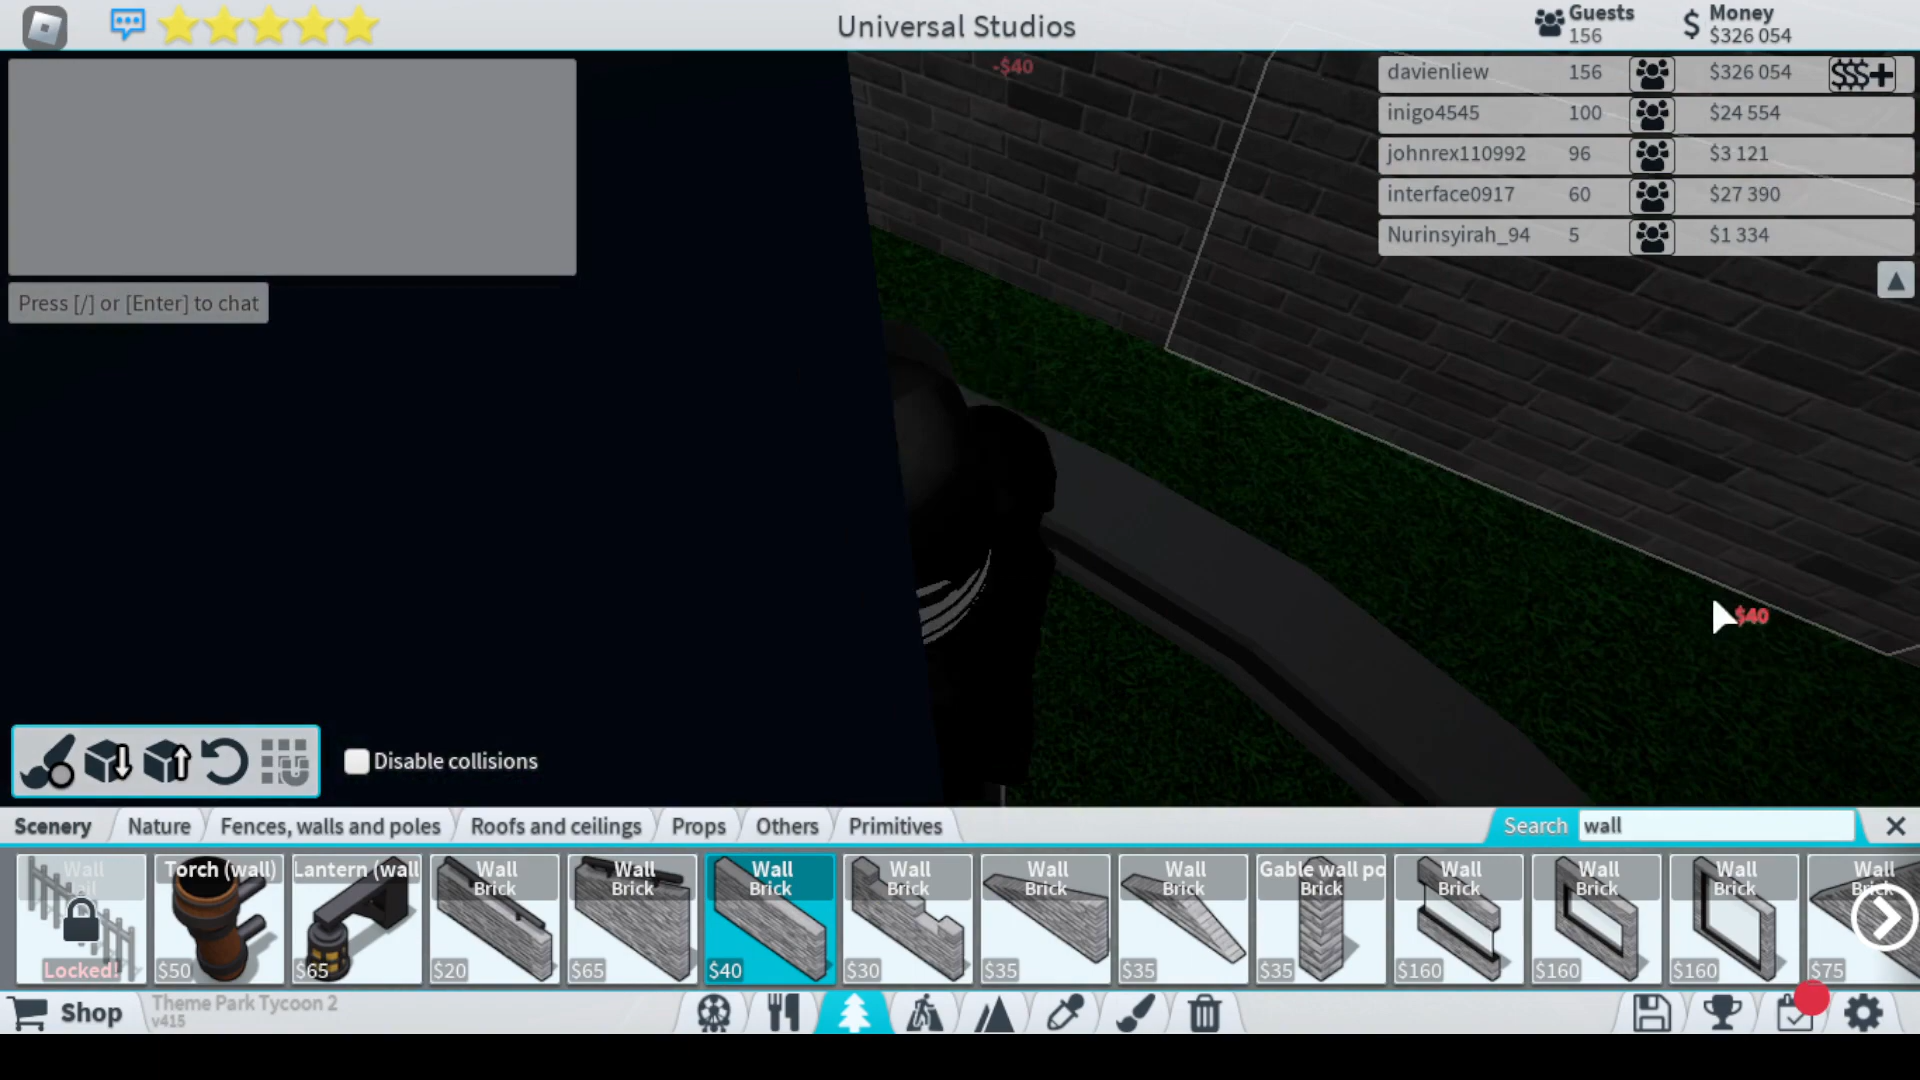 Universal Studios
Guests
156
Money
$326 054
-$40
davienliew 156 $326 054 $$$+
inigo4545 100 $24 554
johnrex110992 96 $3 121
interface0917 60 $27 390
Nurinsyirah_94 5 $1 334
Press [/] or [Enter] to chat
$40
Disable collisions
Scenery Nature Fences, walls and poles Roofs and ceilings Props Others Primitives Search wall
Torch (wall) Lantern (wall Wall Brick Wall Brick Wall Brick Wall Brick Wall Brick Wall Brick Gable wall po Brick Wall Brick Wall Brick Wall Brick Wall Brick
Locked! $50 $65 $20 $65 $40 $30 $35 $35 $35 $160 $160 $160 $75
Shop
Theme Park Tycoon 2
v415